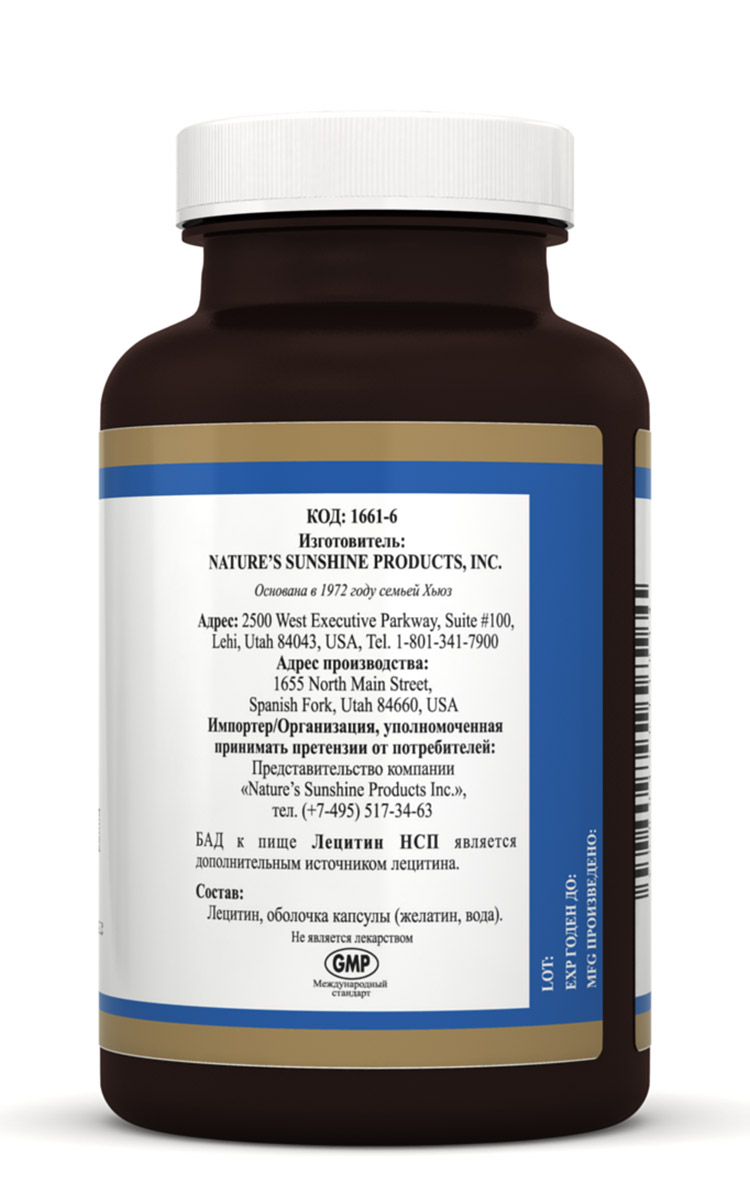 КОД: 1661-6
Изготовитель:
NATURE'S SUNSHINE PRODUCTS, INC.
Основана в 1972 году семьей Хьюз
Адрес: 2500 West Executive Parkway, Suite #100,
Lehi, Utah 84043, USA, Tel. 1-801-341-7900
Адрес производства:
1655 North Main Street,
Spanish Fork, Utah 84660, USA
Импортер/Организация, уполномоченная
принимать претензии от потребителей:
Представительство компании
«Nature's Sunshine Products Inc.»,
тел. (+7-495) 517-34-63
БАД к пище Лецитин НСП является
дополнительным источником лецитина.
Состав:
Лецитин, оболочка капсулы (желатин, вода).
Не является лекарством
GMP
Международный
стандарт
LOT:
EXP ГОДЕН ДО:
MFG ПРОИЗВЕДЕНО: